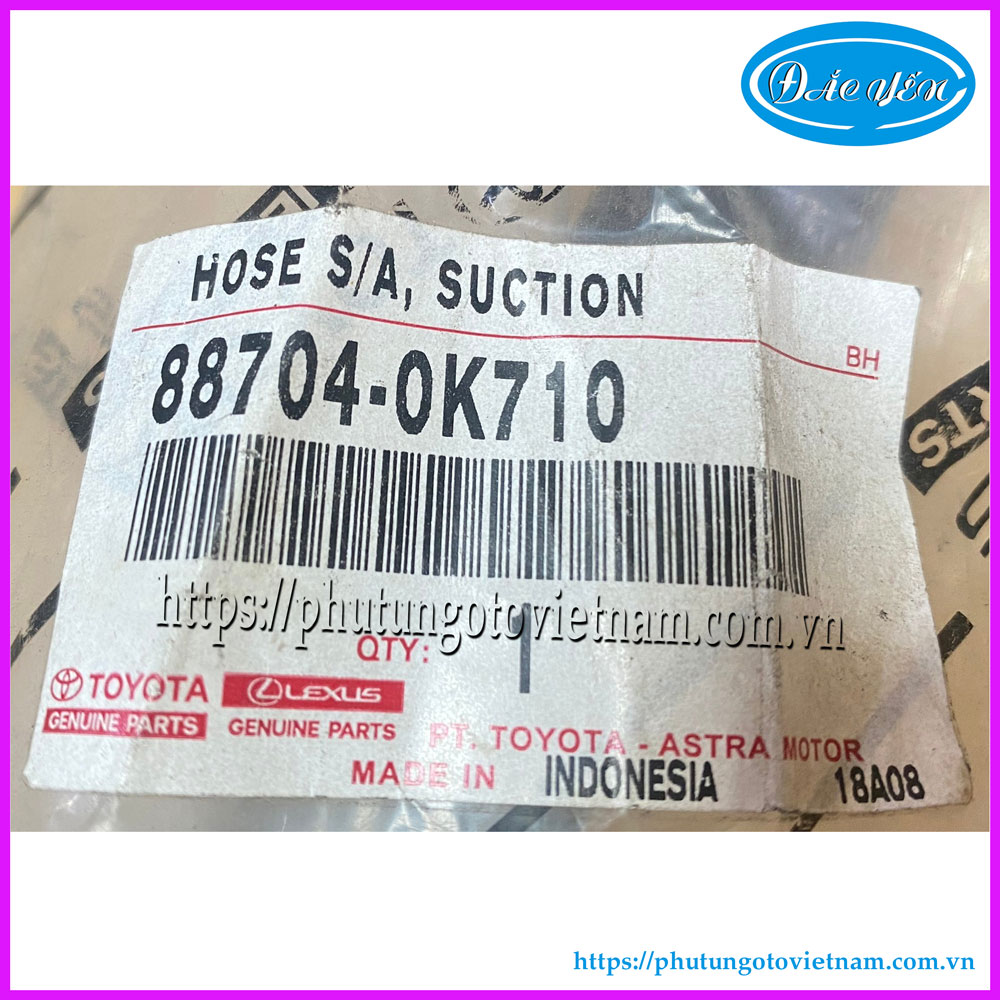 ĐẮC YẾN
HOSE S/A, SUCTION
BH
88704-0K710
https://phutungotovietnam.com.vn
QTY: 1
TOYOTA LEXUS
GENUINE PARTS GENUINE PARTS
PT. TOYOTA - ASTRA MOTOR
MADE IN INDONESIA 18A08
RTS
https://phutungotovietnam.com.vn